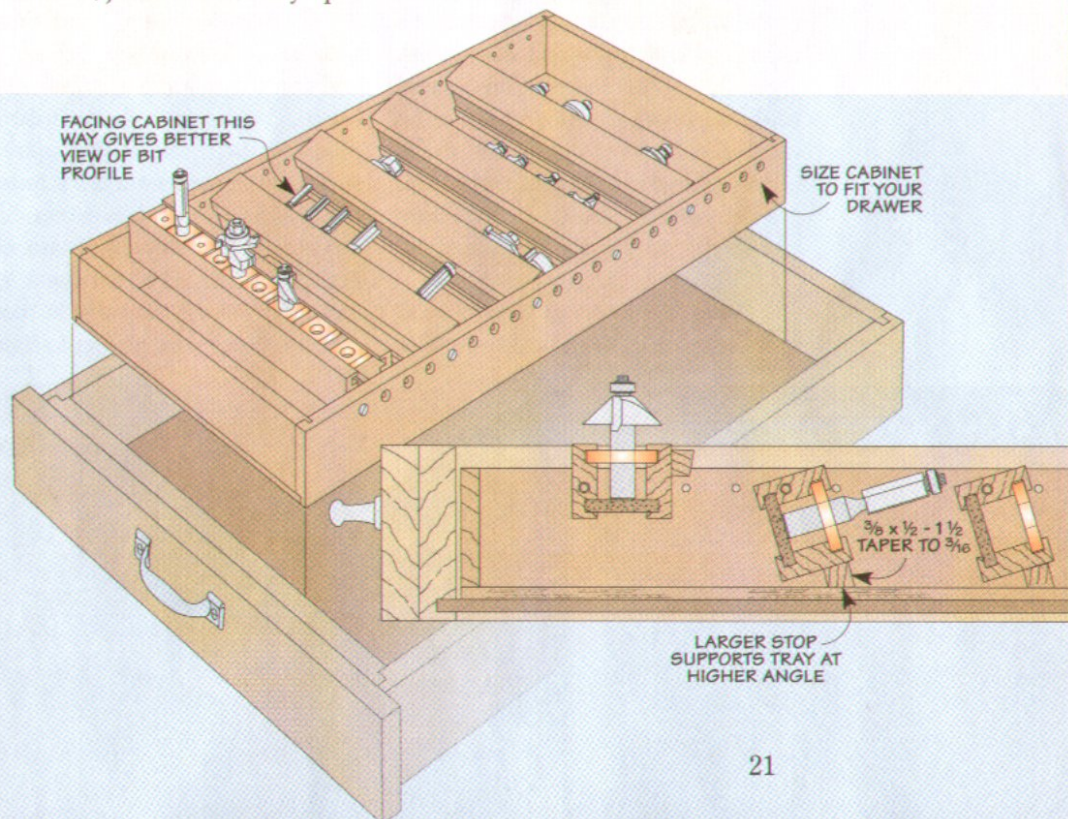 FACING CABINET THIS
WAY GIVES BETTER
VIEW OF BIT
PROFILE
SIZE CABINET
TO FIT YOUR
DRAWER
3/8 x 1/2 - 1 1/2
TAPER TO 3/16
LARGER STOP
SUPPORTS TRAY AT
HIGHER ANGLE
21